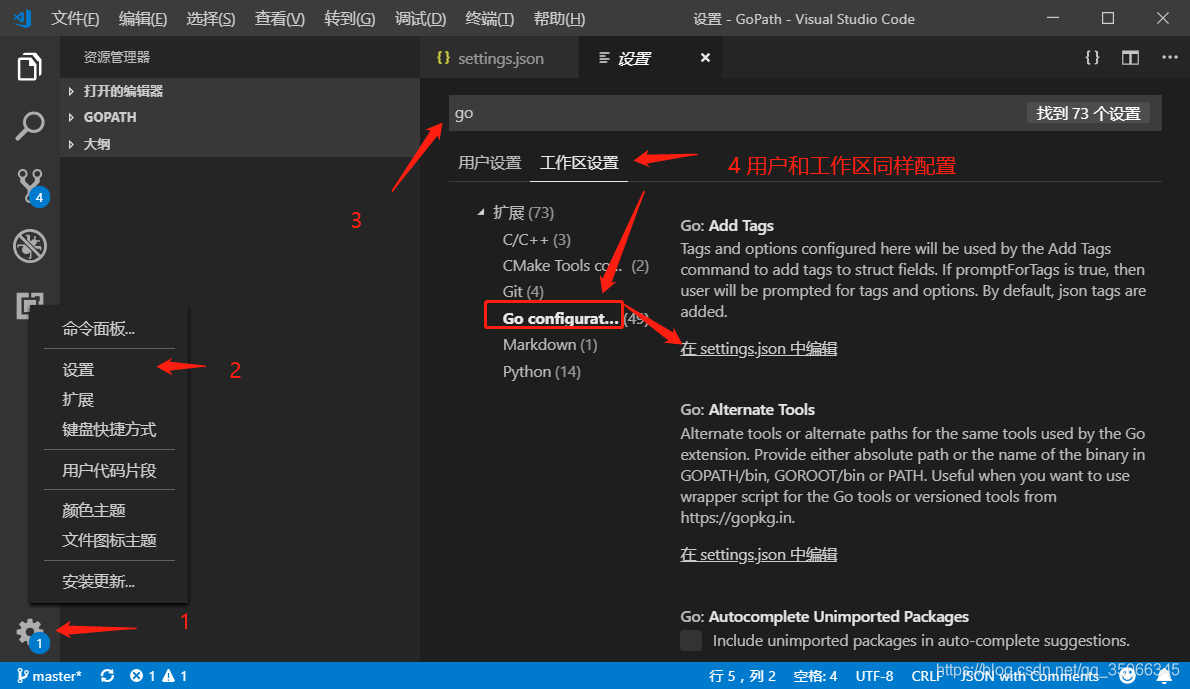 文件(F) 编辑(E) 选择(S) 查看(V) 转到(G) 调试(D) 终端(T) 帮助(H) 设置 - GoPath - Visual Studio Code
资源管理器
打开的编辑器
GOPATH
大纲
{} settings.json 设置
go
找到 73 个设置
用户设置 工作区设置
4 用户和工作区同样配置
3
扩展 (73)
C/C++ (3)
CMake Tools co... (2)
Git (4)
Go configurat... (49)
Markdown (1)
Python (14)
Go: Add Tags
Tags and options configured here will be used by the Add Tags
command to add tags to struct fields. If promptForTags is true, then
user will be prompted for tags and options. By default, json tags are
added.
在 settings.json 中编辑
Go: Alternate Tools
Alternate tools or alternate paths for the same tools used by the Go
extension. Provide either absolute path or the name of the binary in
GOPATH/bin, GOROOT/bin or PATH. Useful when you want to use
wrapper script for the Go tools or versioned tools from
https://gopkg.in.
在 settings.json 中编辑
Go: Autocomplete Unimported Packages
Include unimported packages in auto-complete suggestions.
4
命令面板...
设置
2
扩展
键盘快捷方式
用户代码片段
颜色主题
文件图标主题
安装更新...
1
1
master* 1 1 行 5，列 2 空格: 4 UTF-8 CRLF JSON with Comments